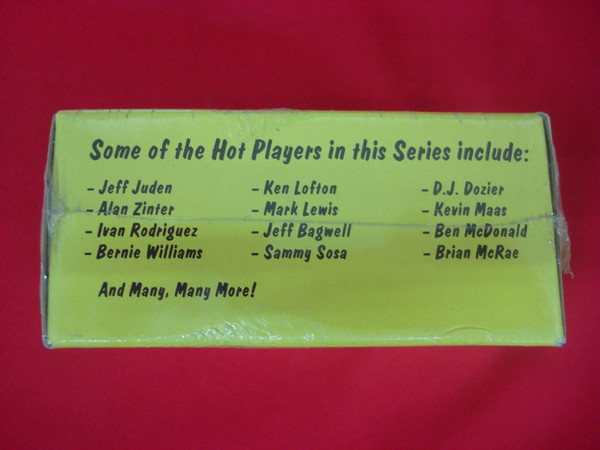 Some of the Hot Players in this Series include:
- Jeff Juden - Ken Lofton - D.J. Dozier
- Alan Zinter - Mark Lewis - Kevin Maas
- Ivan Rodriguez - Jeff Bagwell - Ben McDonald
- Bernie Williams - Sammy Sosa - Brian McRae
And Many, Many More!